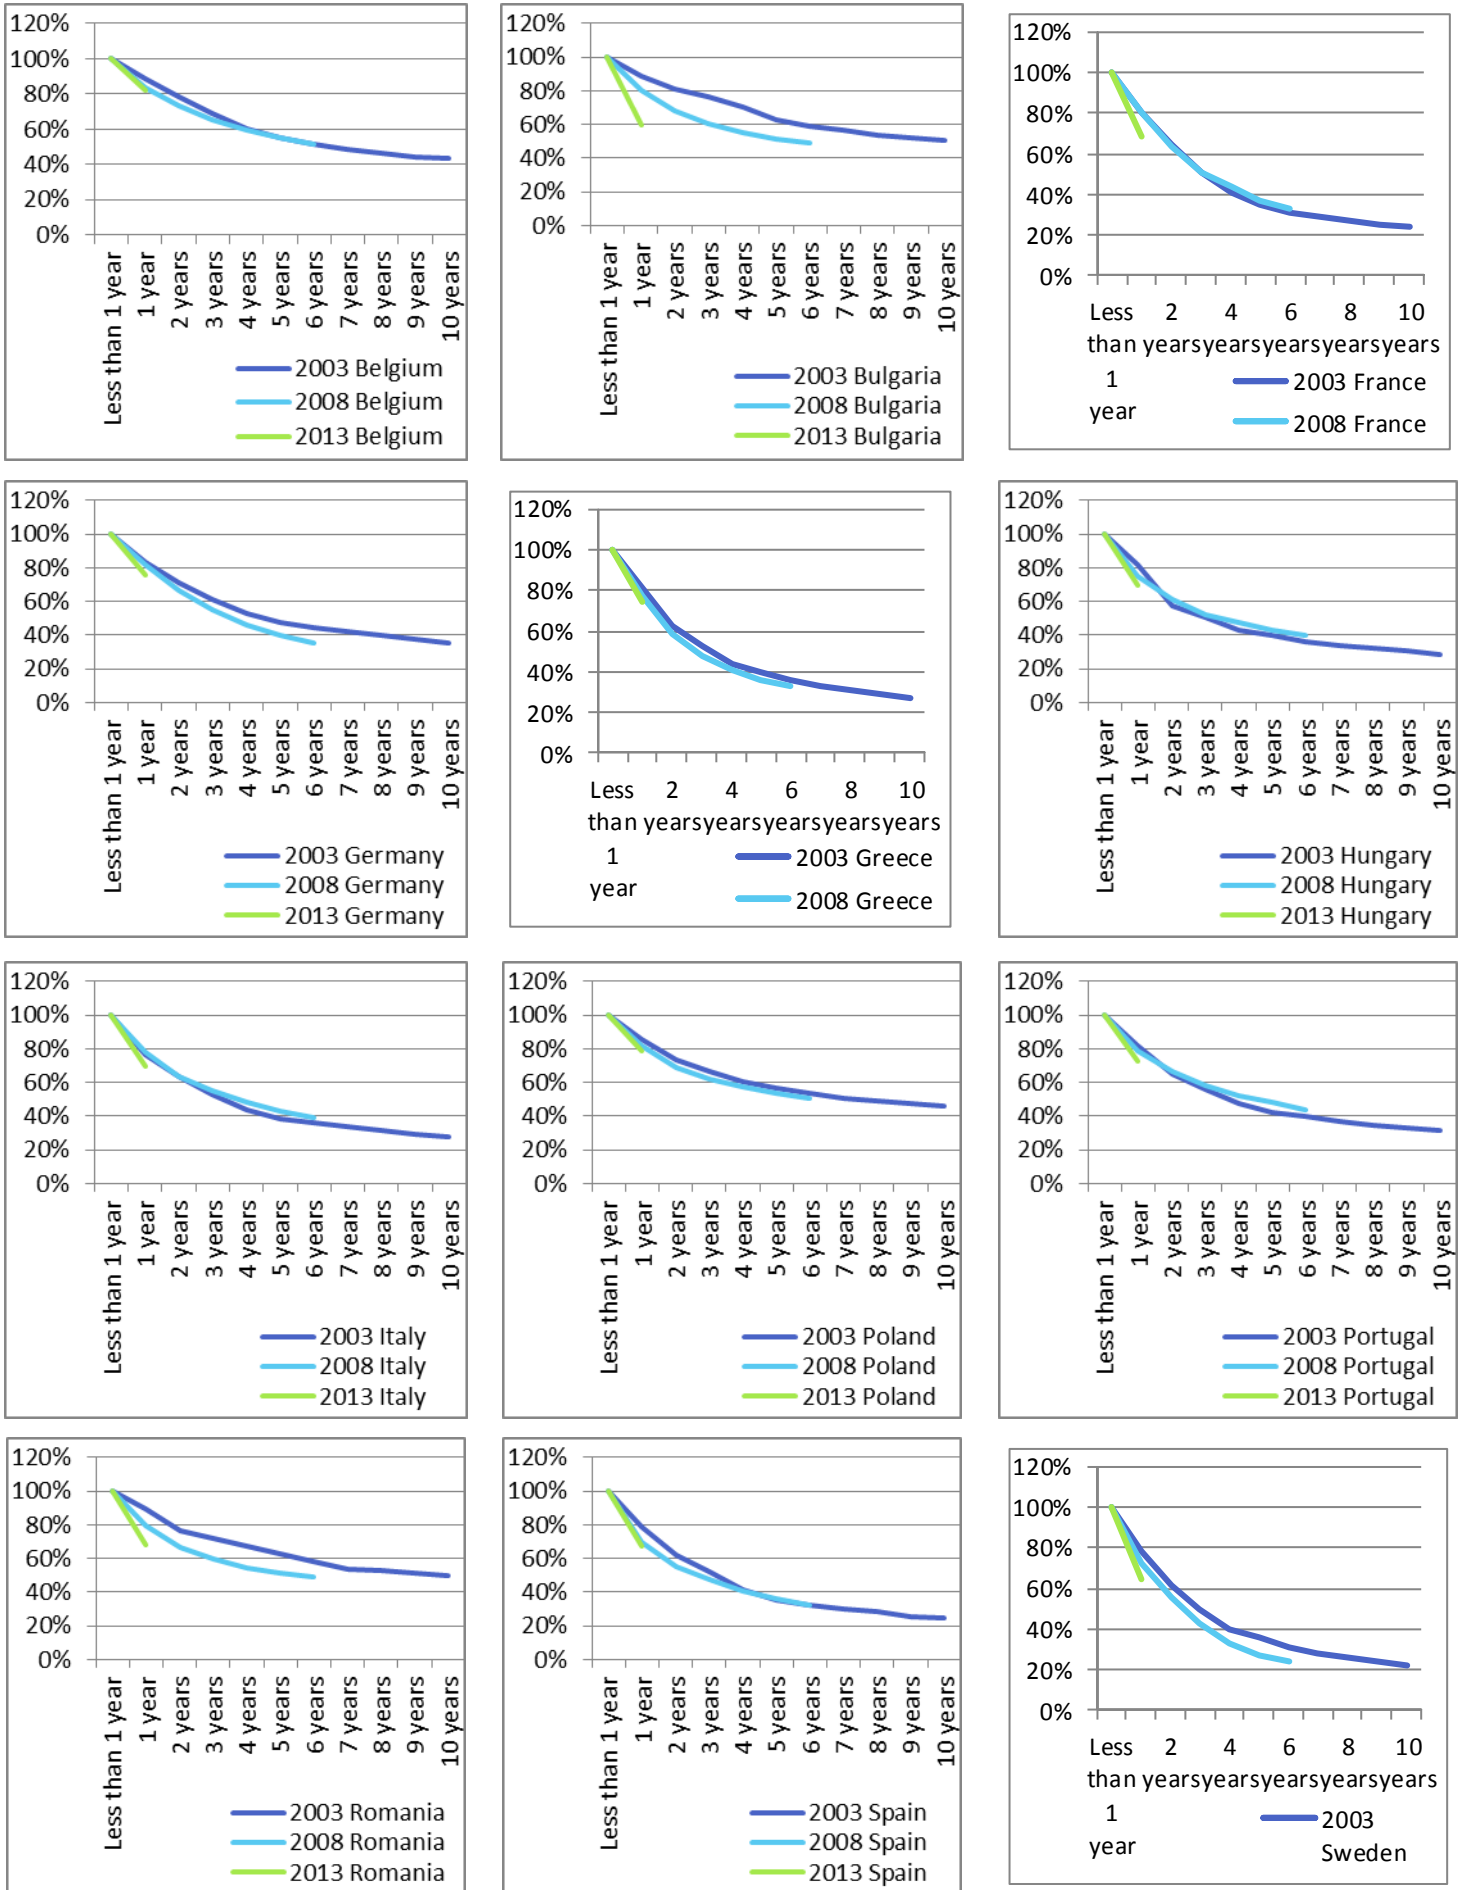 120%
100%
80%
60%
40%
20%
0%
Less than 1 year
1 year
2 years
3 years
4 years
5 years
6 years
7 years
8 years
9 years
10 years
2003 Belgium
2008 Belgium
2013 Belgium
120%
100%
80%
60%
40%
20%
0%
Less than 1 year
1 year
2 years
3 years
4 years
5 years
6 years
7 years
8 years
9 years
10 years
2003 Bulgaria
2008 Bulgaria
2013 Bulgaria
120%
100%
80%
60%
40%
20%
0%
Less 2 4 6 8 10
than yearsyearsyearsyearsyears
1
year
2003 France
2008 France
120%
100%
80%
60%
40%
20%
0%
Less than 1 year
1 year
2 years
3 years
4 years
5 years
6 years
7 years
8 years
9 years
10 years
2003 Germany
2008 Germany
2013 Germany
120%
100%
80%
60%
40%
20%
0%
Less 2 4 6 8 10
than yearsyearsyearsyearsyears
1
year
2003 Greece
2008 Greece
120%
100%
80%
60%
40%
20%
0%
Less than 1 year
1 year
2 years
3 years
4 years
5 years
6 years
7 years
8 years
9 years
10 years
2003 Hungary
2008 Hungary
2013 Hungary
120%
100%
80%
60%
40%
20%
0%
Less than 1 year
1 year
2 years
3 years
4 years
5 years
6 years
7 years
8 years
9 years
10 years
2003 Italy
2008 Italy
2013 Italy
120%
100%
80%
60%
40%
20%
0%
Less than 1 year
1 year
2 years
3 years
4 years
5 years
6 years
7 years
8 years
9 years
10 years
2003 Poland
2008 Poland
2013 Poland
120%
100%
80%
60%
40%
20%
0%
Less than 1 year
1 year
2 years
3 years
4 years
5 years
6 years
7 years
8 years
9 years
10 years
2003 Portugal
2008 Portugal
2013 Portugal
120%
100%
80%
60%
40%
20%
0%
Less than 1 year
1 year
2 years
3 years
4 years
5 years
6 years
7 years
8 years
9 years
10 years
2003 Romania
2008 Romania
2013 Romania
120%
100%
80%
60%
40%
20%
0%
Less than 1 year
1 year
2 years
3 years
4 years
5 years
6 years
7 years
8 years
9 years
10 years
2003 Spain
2008 Spain
2013 Spain
120%
100%
80%
60%
40%
20%
0%
Less 2 4 6 8 10
than yearsyearsyearsyearsyears
1
year
2003
Sweden